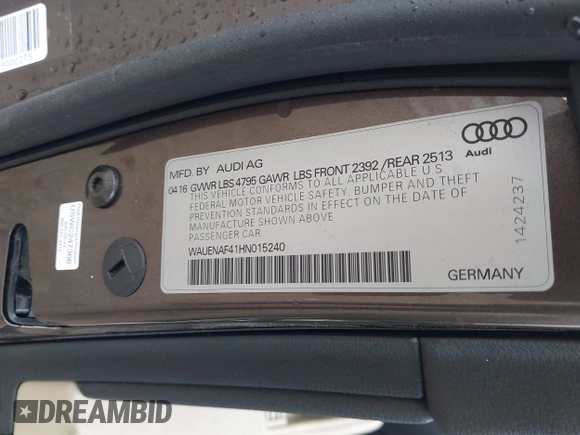 MFD. BY AUDI AG
04 16 GVWR LBS 4795 GAWR LBS FRONT 2392 / REAR 2513
THIS VEHICLE CONFORMS TO ALL APPLICABLE U.S.
FEDERAL MOTOR VEHICLE SAFETY, BUMPER AND THEFT
PREVENTION STANDARDS IN EFFECT ON THE DATE OF
MANUFACTURE SHOWN ABOVE
PASSENGER CAR
WAUENAF41HN015240
Audi
1424237
GERMANY
DREAMBID